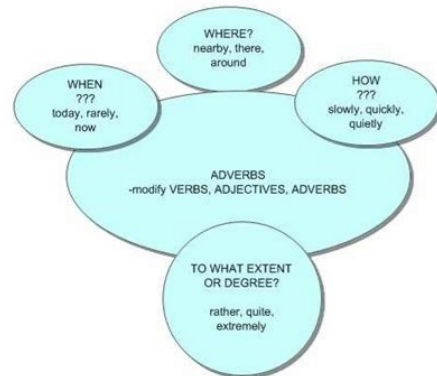 WHERE?
nearby, there,
around
WHEN
???
today, rarely,
now
HOW
???
slowly, quickly,
quietly
ADVERBS
-modify VERBS, ADJECTIVES, ADVERBS
TO WHAT EXTENT
OR DEGREE?
rather, quite,
extremely